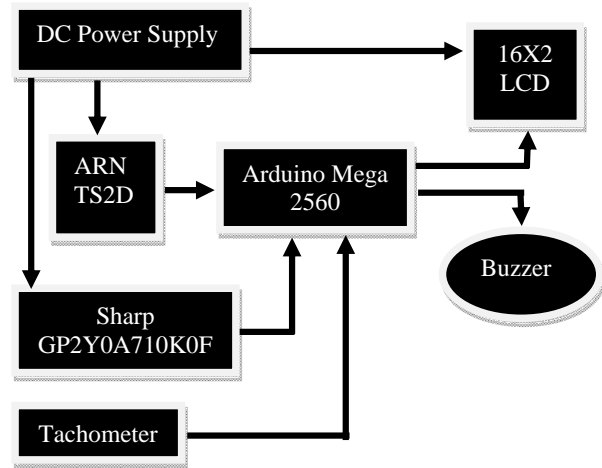 DC Power Supply
16X2
LCD
ARN
TS2D
Arduino Mega
2560
Buzzer
Sharp
GP2Y0A710K0F
Tachometer